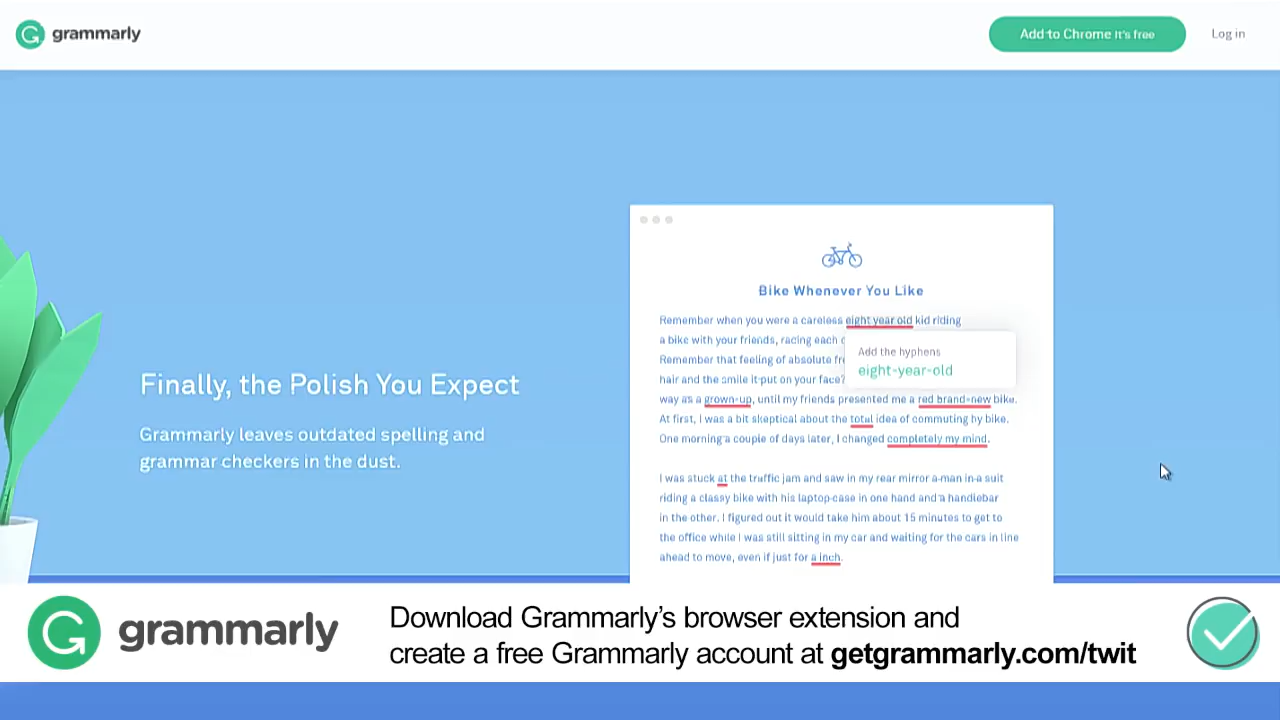 grammarly
Add to Chrome It's free
Log in
Finally, the Polish You Expect
Grammarly leaves outdated spelling and
grammar checkers in the dust.
Bike Whenever You Like
Remember when you were a careless eight year old kid riding
a bike with your friends, racing each
Remember that feeling of absolute
hair and the smile it put on your face?
Add the hyphens
eight-year-old
way as a grown-up, until my friends presented me a red brand-new bike.
At first, I was a bit skeptical about the total idea of commuting by bike.
One morning a couple of days later, I changed completely my mind.
I was stuck at the traffic jam and saw in my rear mirror a man in a suit
riding a classy bike with his laptop case in one hand and a handlebar
in the other. I figured out it would take him about 15 minutes to get to
the office while I was still sitting in my car and waiting for the cars in line
ahead to move, even if just for a inch.
grammarly
Download Grammarly's browser extension and
create a free Grammarly account at getgrammarly.com/twit